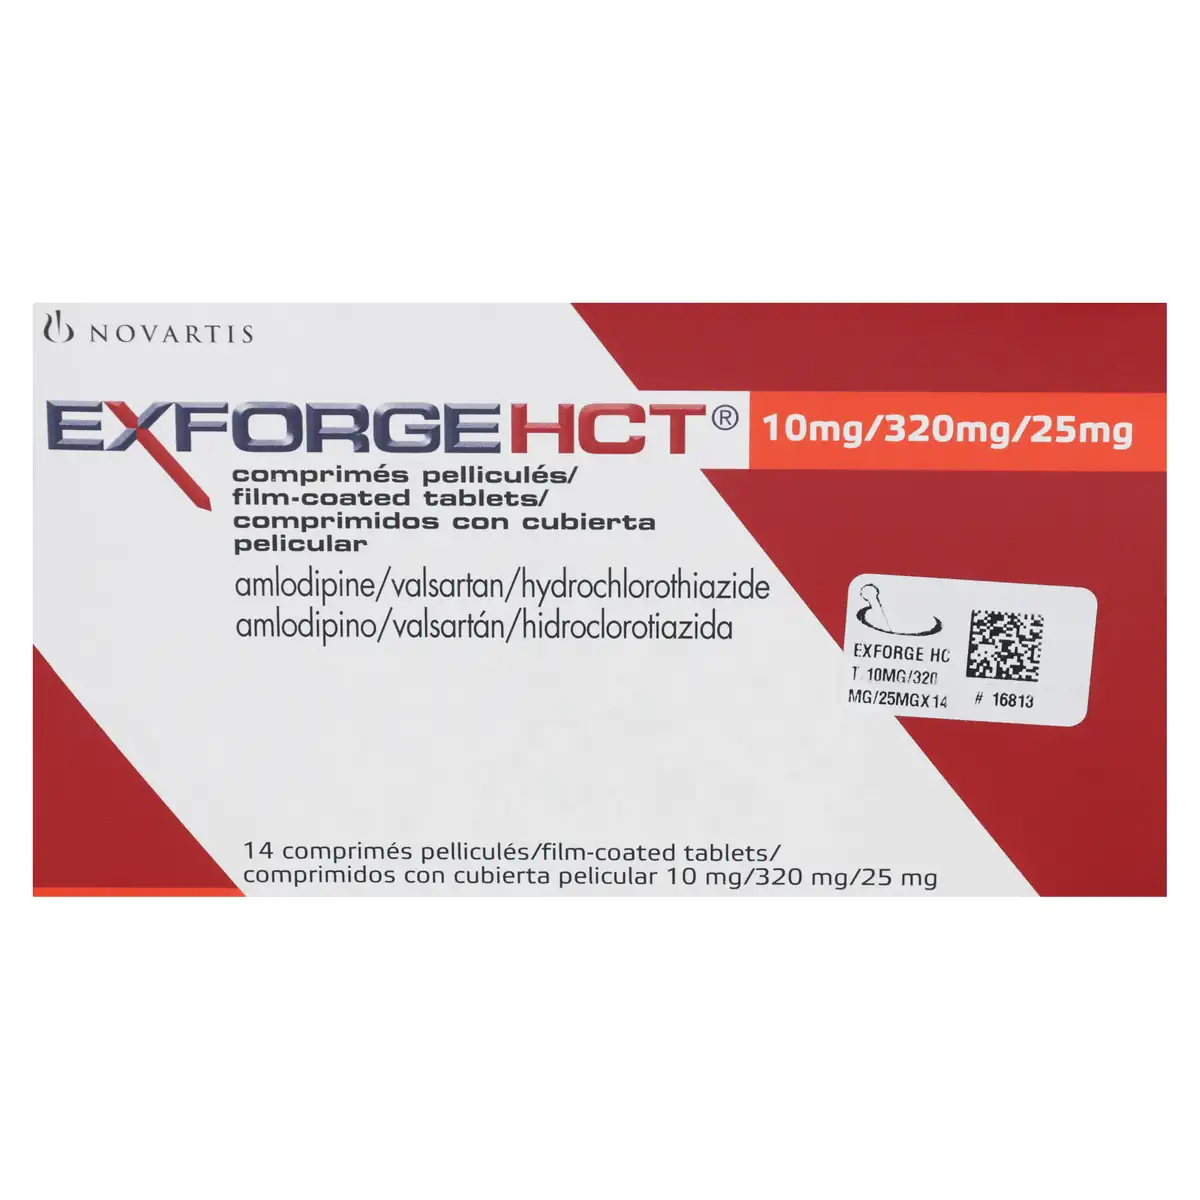 NOVARTIS
EXFORGEHCT® 10mg/320mg/25mg
comprimés pelliculés/
film-coated tablets/
comprimidos con cubierta
pelicular
amlodipine/valsartan/hydrochlorothiazide
amlodipino/valsartán/hidroclorotiazida
EXFORGE HC
T 10MG/320
MG/25MGX14 # 16813
14 comprimés pelliculés/film-coated tablets/
comprimidos con cubierta pelicular 10 mg/320 mg/25 mg